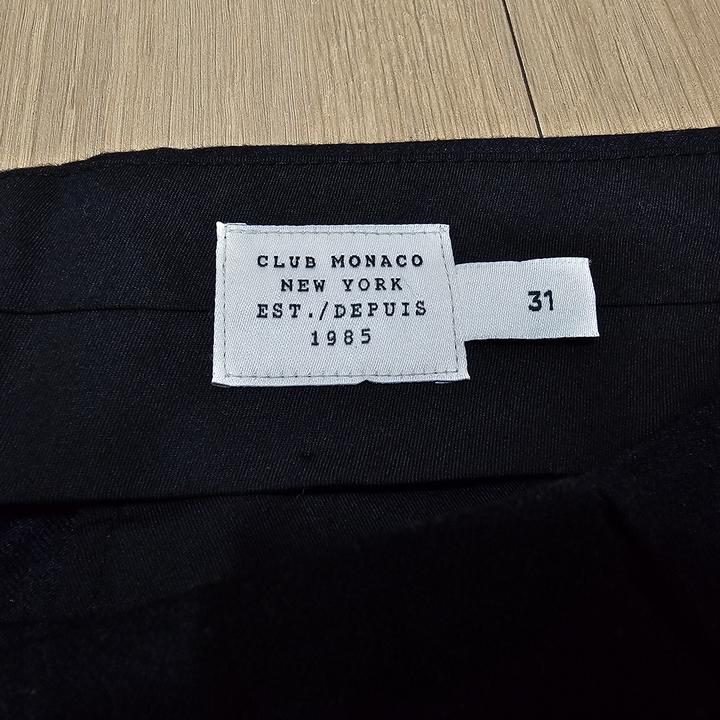 CLUB MONACO
NEW YORK
EST./DEPUIS
1985
31